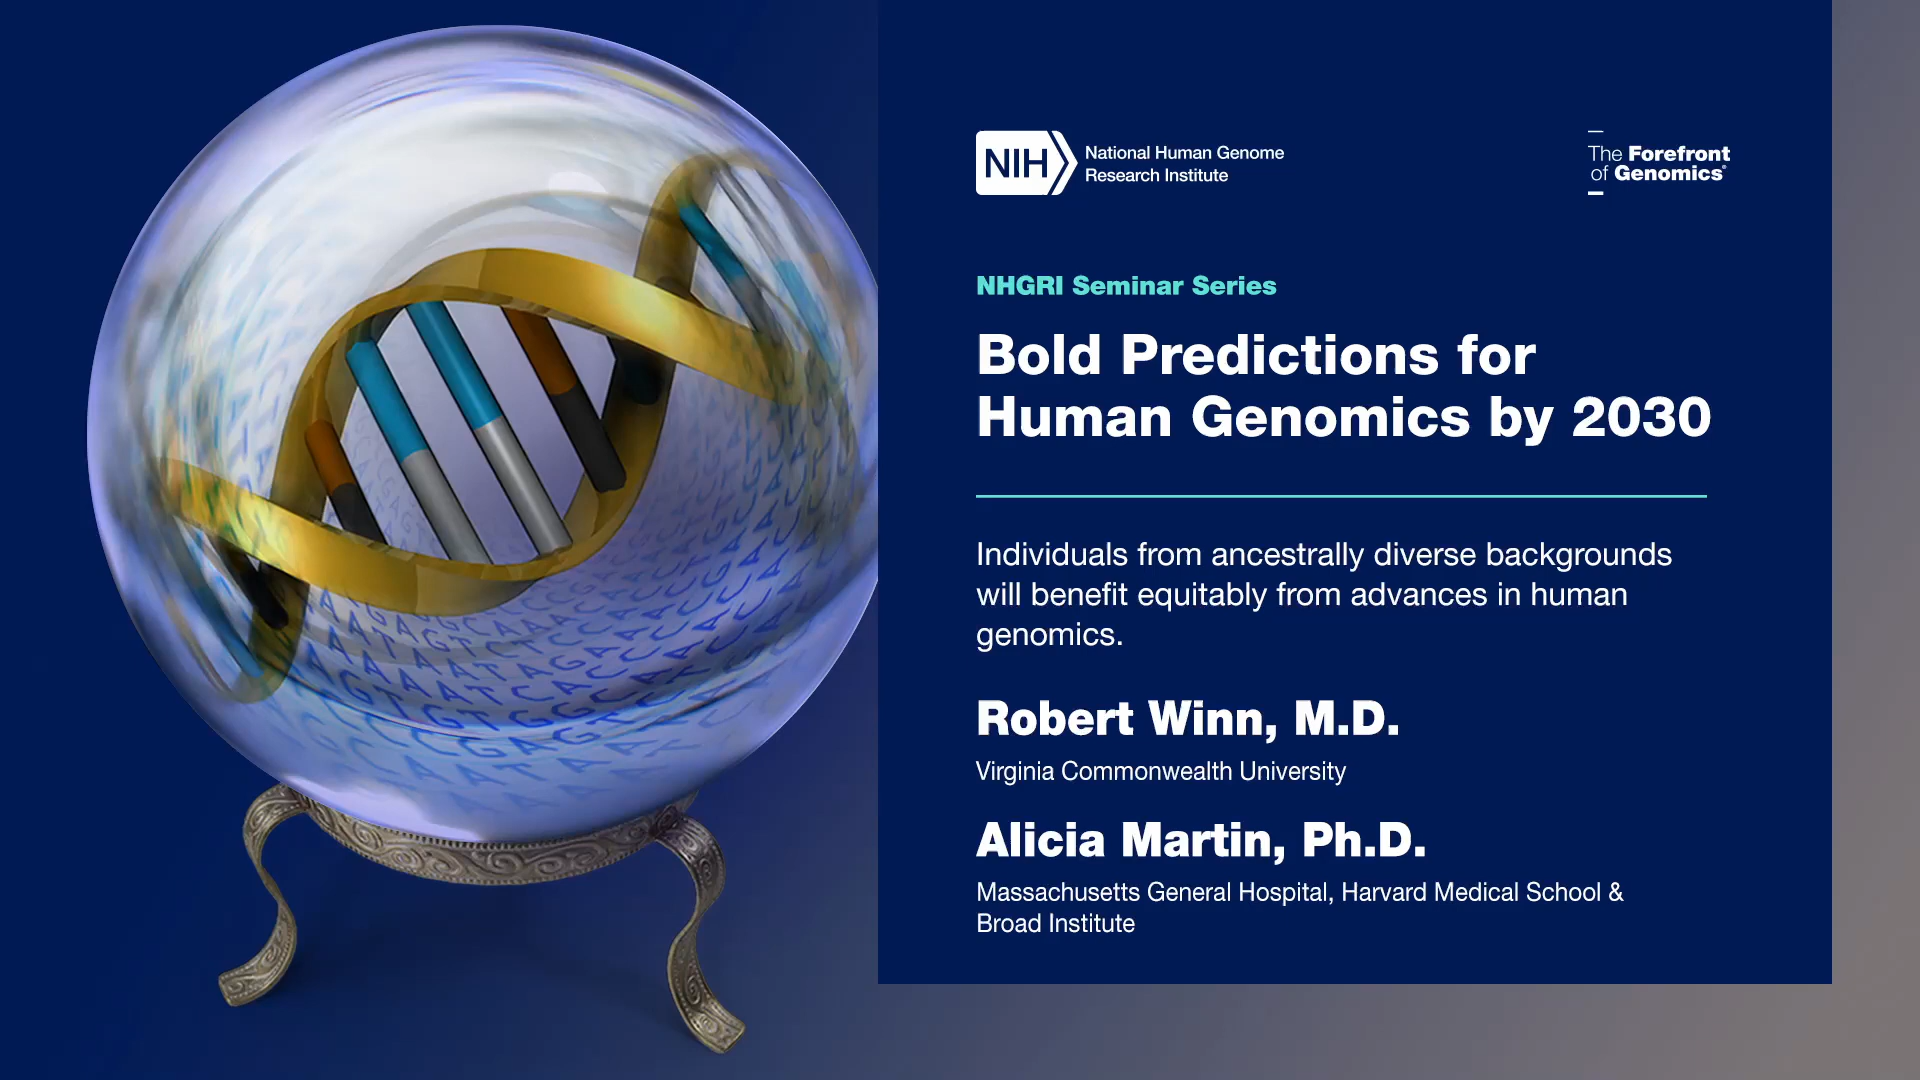 NIH
National Human Genome
Research Institute
The Forefront
of Genomics®
NHGRI Seminar Series
Bold Predictions for
Human Genomics by 2030
Individuals from ancestrally diverse backgrounds
will benefit equitably from advances in human
genomics.
Robert Winn, M.D.
Virginia Commonwealth University
Alicia Martin, Ph.D.
Massachusetts General Hospital, Harvard Medical School &
Broad Institute